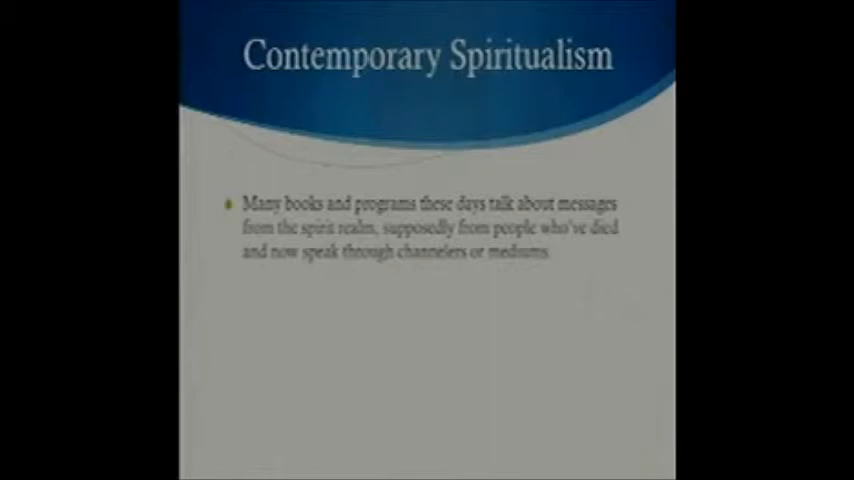 Contemporary Spiritualism
Many books and programs these days talk about messages
from the spirit realm, supposedly from people who've died
and now speak through channelers or mediums.